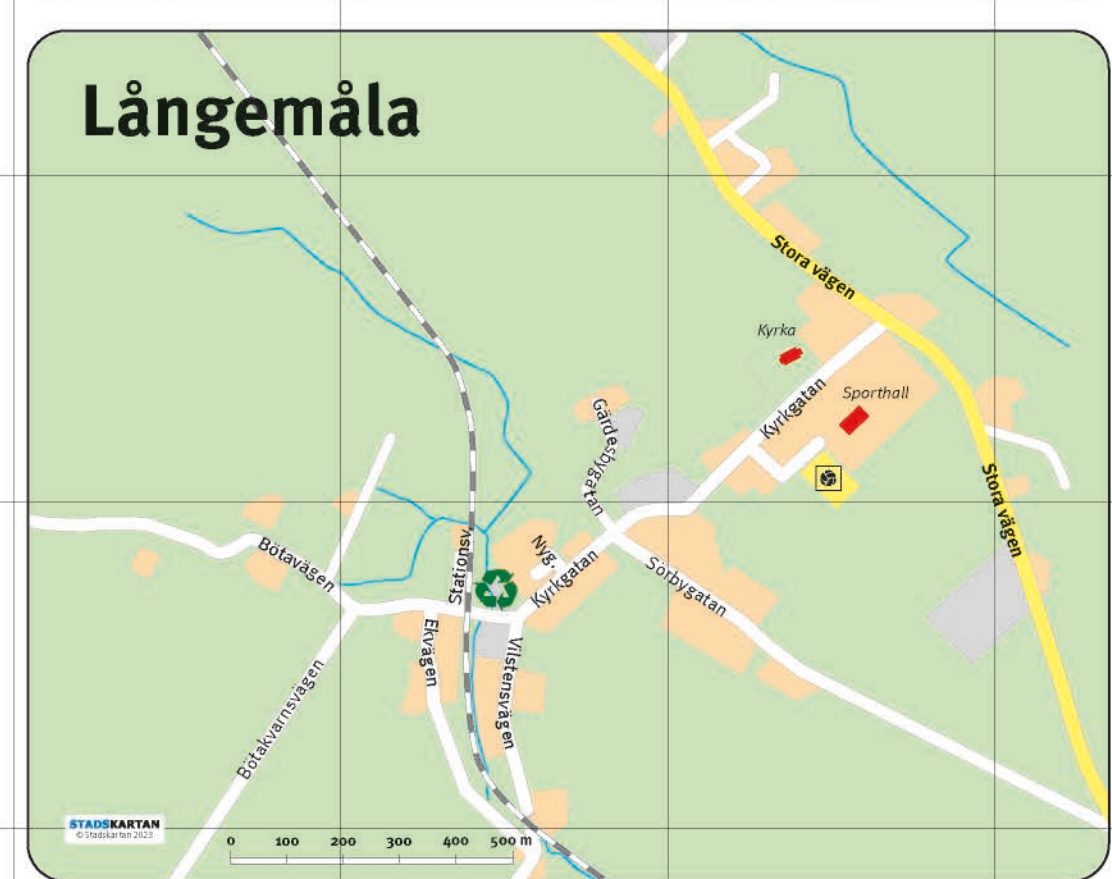 Långemåla
Stora vägen
Kyrka
Kyrkgatan
Sporthall
Gärdesbygatan
Stora vägen
Bötavägen
Stationsv.
Nyg.
Kyrkgatan
Sörbygatan
Ekvägen
Vilstensvägen
Bötakvarnsvägen
STADSKARTAN
© Stadskartan 2023
0 100 200 300 400 500 m